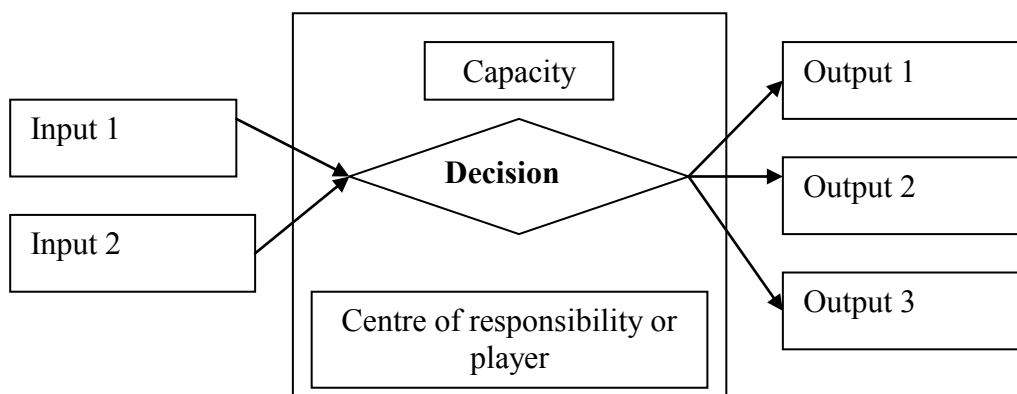 Capacity
Input 1
Input 2
Decision
Centre of responsibility or
player
Output 1
Output 2
Output 3